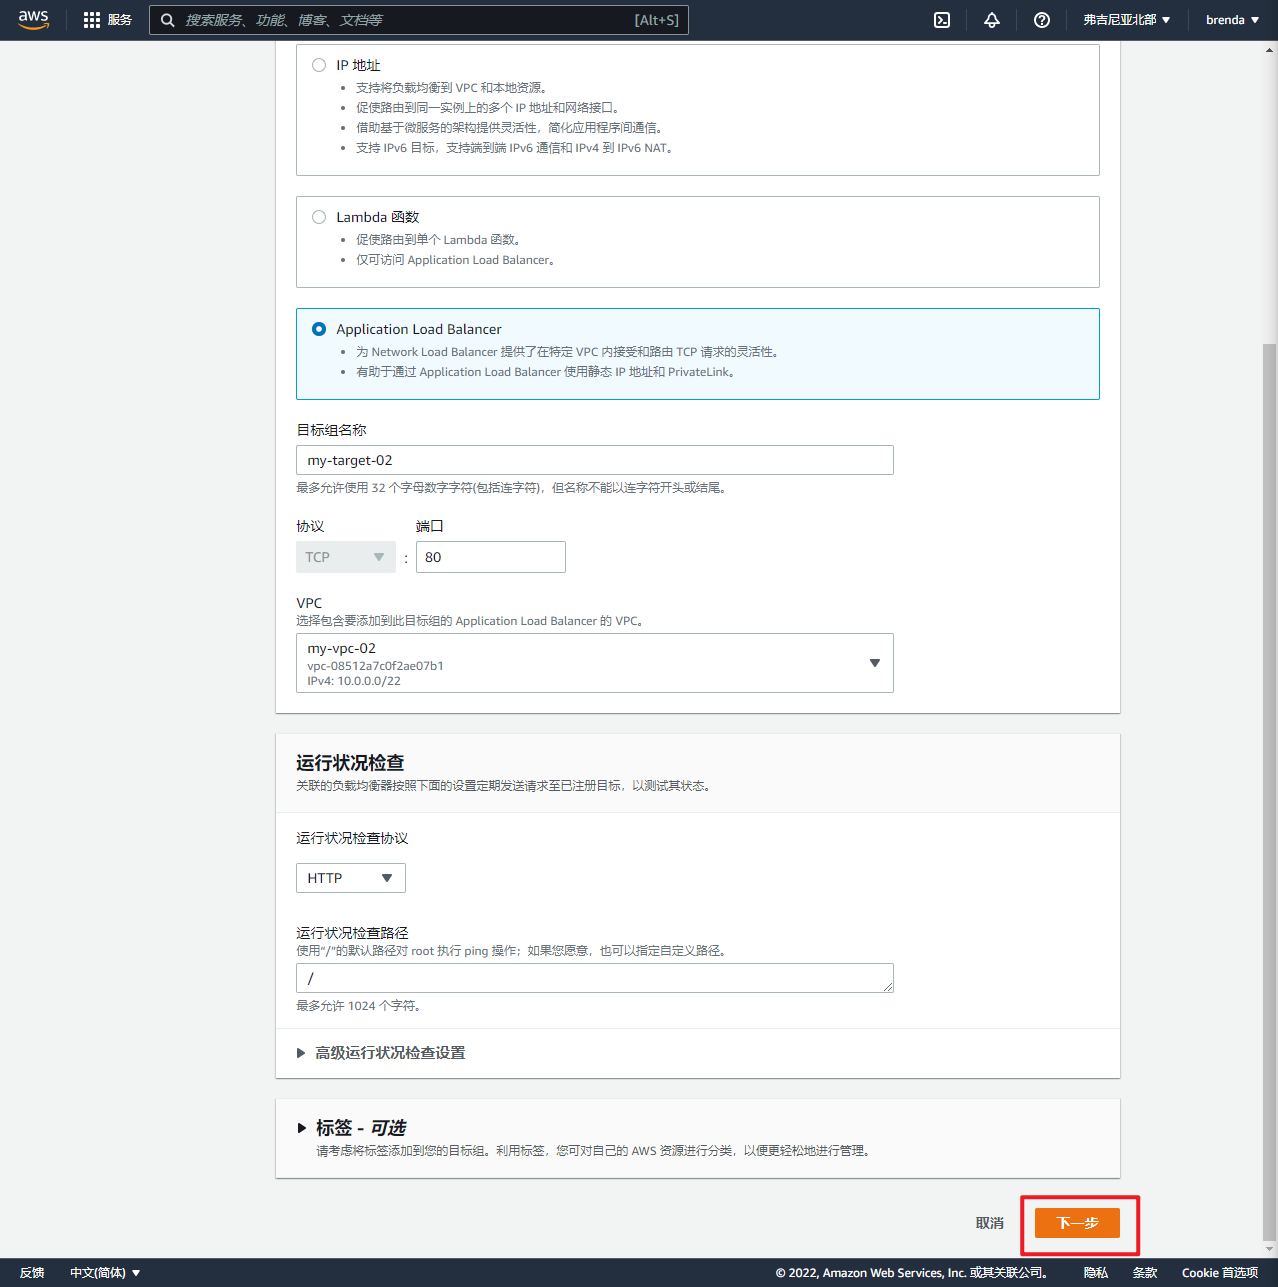 aws 服务 搜索服务、功能、博客、文档等 [Alt+S] 弗吉尼亚北部 brenda
IP 地址
支持将负载均衡到 VPC 和本地资源。
促使路由到同一实例上的多个 IP 地址和网络接口。
借助基于微服务的架构提供灵活性，简化应用程序间通信。
支持 IPv6 目标，支持端到端 IPv6 通信和 IPv4 到 IPv6 NAT。
Lambda 函数
促使路由到单个 Lambda 函数。
仅可访问 Application Load Balancer。
Application Load Balancer
为 Network Load Balancer 提供了在特定 VPC 内接受和路由 TCP 请求的灵活性。
有助于通过 Application Load Balancer 使用静态 IP 地址和 PrivateLink。
目标组名称
my-target-02
最多允许使用 32 个字母数字字符(包括连字符)，但名称不能以连字符开头或结尾。
协议 端口
TCP : 80
VPC
选择包含要添加到此目标组的 Application Load Balancer 的 VPC。
my-vpc-02
vpc-08512a7c0f2ae07b1
IPv4: 10.0.0.0/22
运行状况检查
关联的负载均衡器按照下面的设置定期发送请求至已注册目标，以测试其状态。
运行状况检查协议
HTTP
运行状况检查路径
使用“/”的默认路径对 root 执行 ping 操作；如果您愿意，也可以指定自定义路径。
/
最多允许 1024 个字符。
高级运行状况检查设置
标签 - 可选
请考虑将标签添加到您的目标组。利用标签，您可对自己的 AWS 资源进行分类，以便更轻松地进行管理。
取消 下一步
反馈 中文(简体) © 2022, Amazon Web Services, Inc. 或其关联公司。 隐私 条款 Cookie 首选项